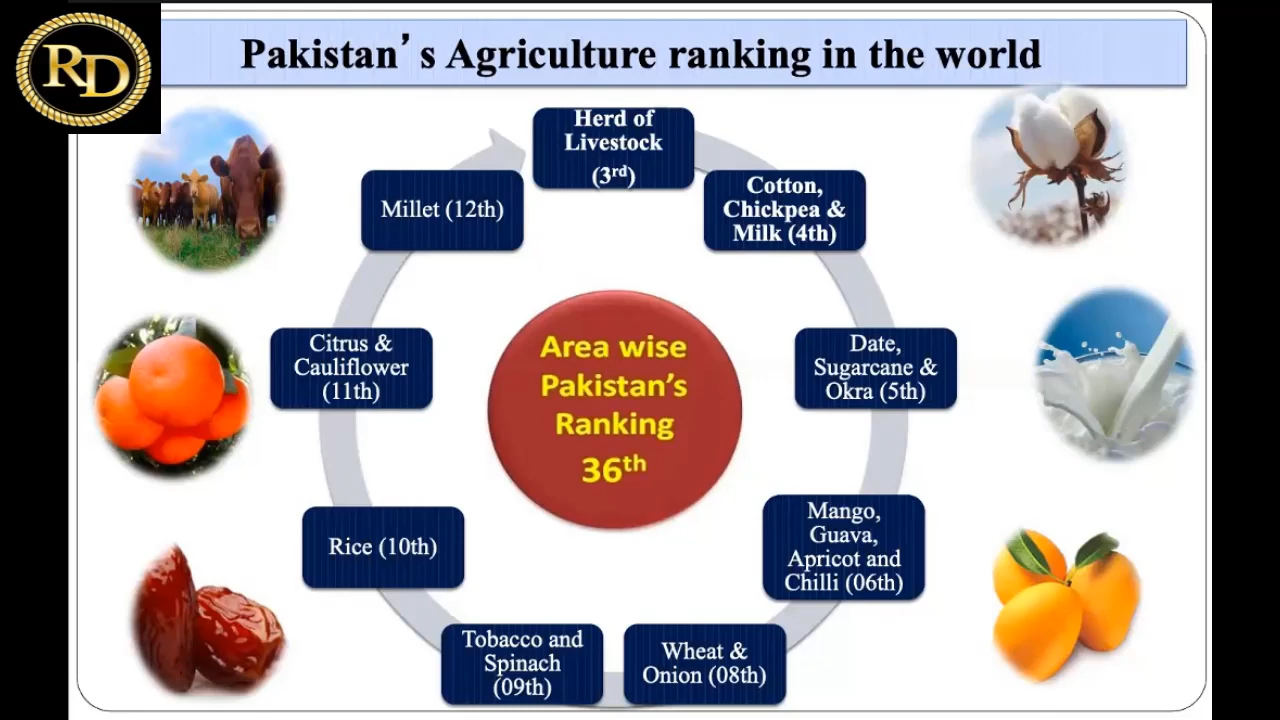 RD
Pakistan’s Agriculture ranking in the world
Herd of
Livestock
(3rd)
Cotton,
Chickpea &
Milk (4th)
Date,
Sugarcane &
Okra (5th)
Mango,
Guava,
Apricot and
Chilli (06th)
Wheat &
Onion (08th)
Tobacco and
Spinach
(09th)
Rice (10th)
Citrus &
Cauliflower
(11th)
Millet (12th)
Area wise
Pakistan’s
Ranking
36th